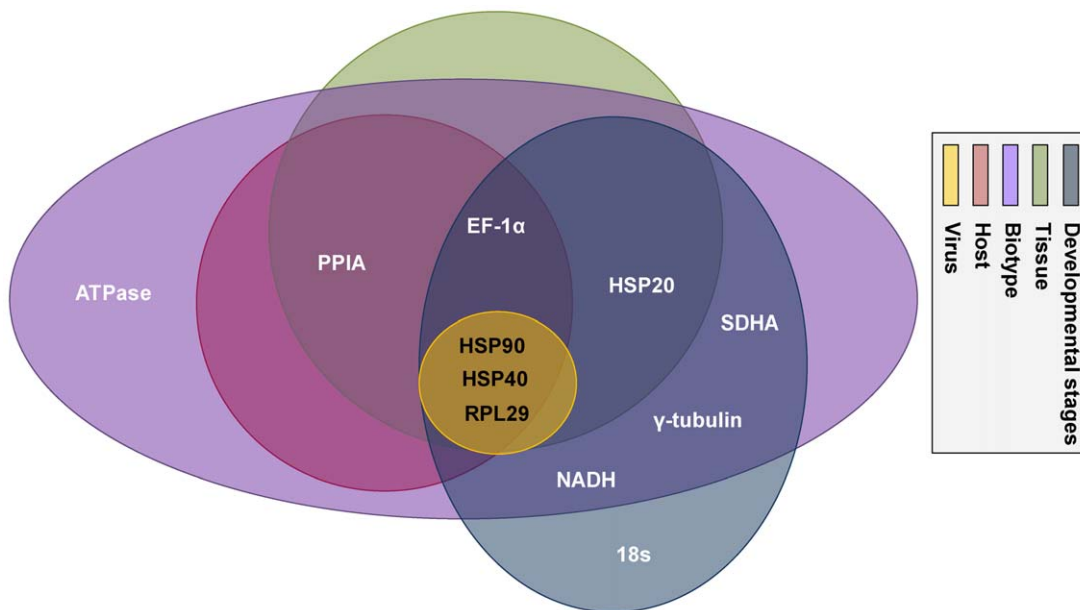 EF-1α
PPIA
HSP20
ATPase
SDHA
HSP90
HSP40
RPL29
γ-tubulin
NADH
18s
Virus
Host
Biotype
Tissue
Developmental stages